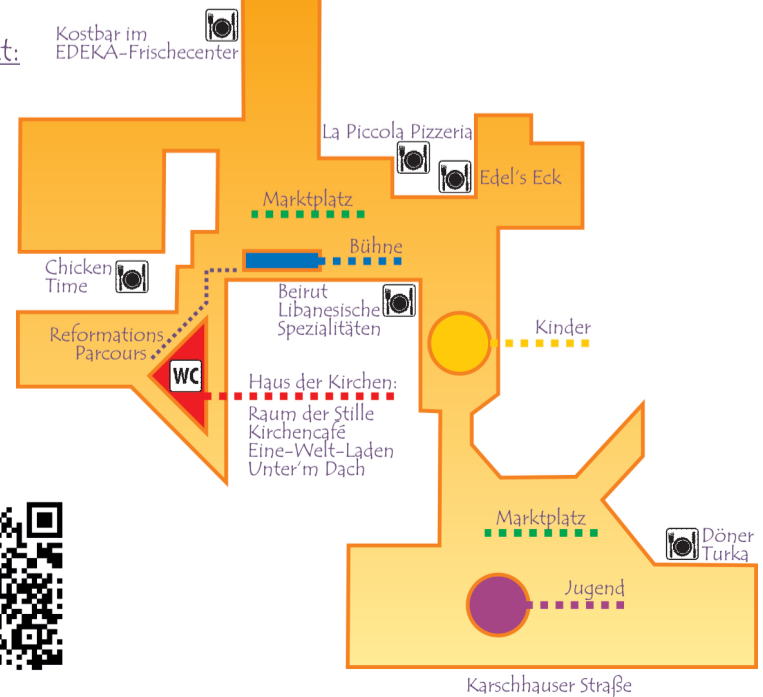 Kostbar im
EDEKA-Frischecenter
t:
La Piccola Pizzeria
Edel's Eck
Marktplatz
Bühne
Chicken
Time
Beirut
Libanesische
Spezialitäten
Kinder
Reformations
Parcours
WC
Haus der Kirchen:
Raum der Stille
Kirchencafé
Eine-Welt-Laden
Unter'm Dach
Marktplatz
Döner
Turka
Jugend
Karschhauser Straße